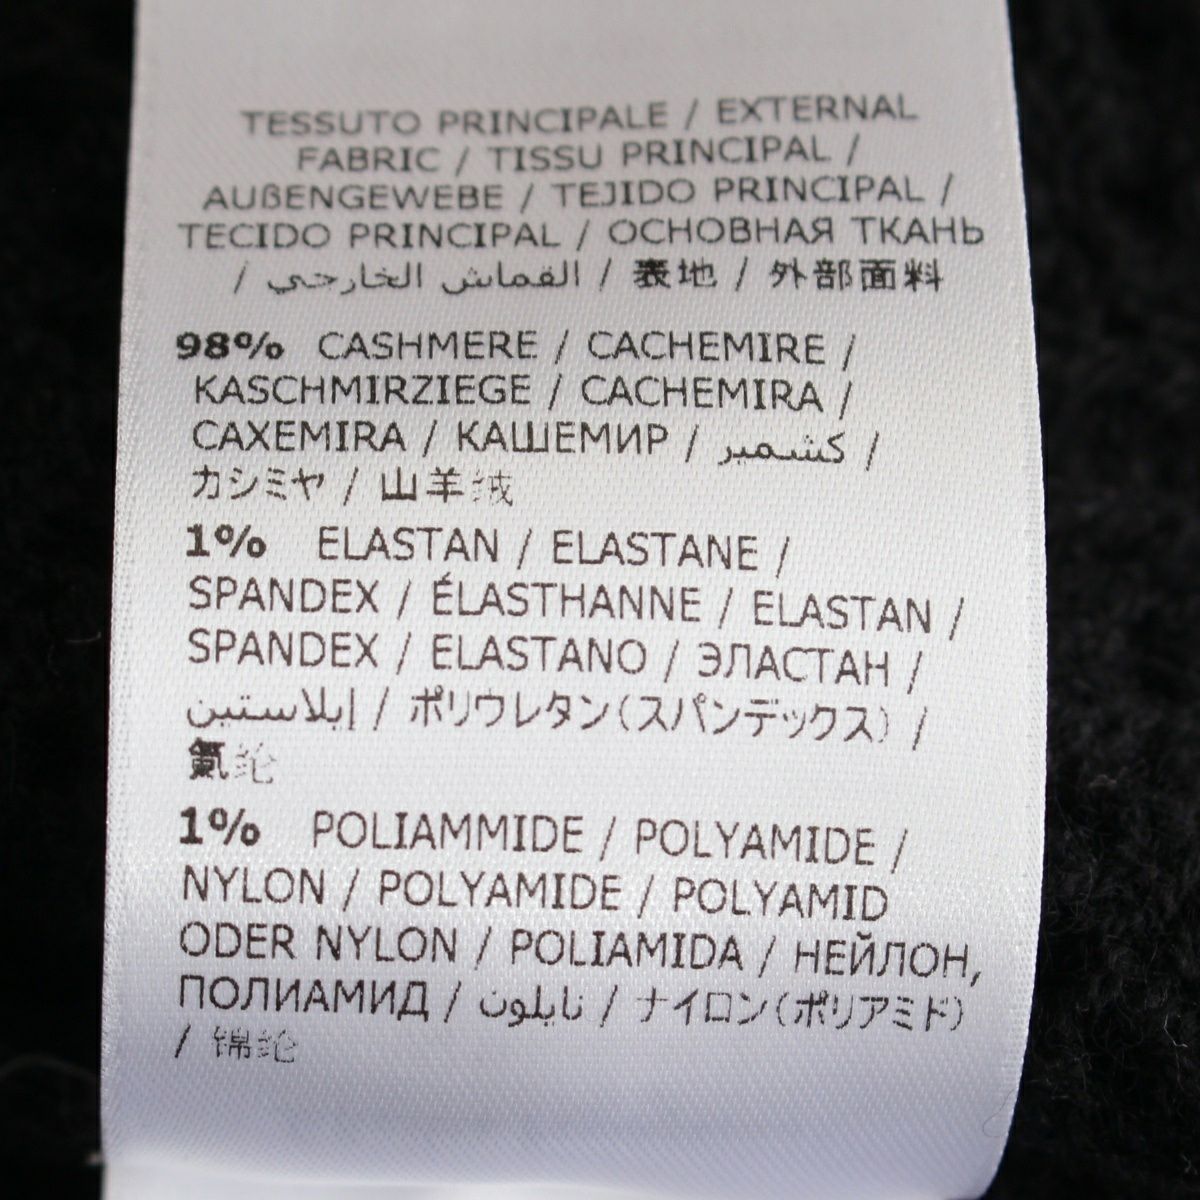 TESSUTO PRINCIPALE / EXTERNAL
FABRIC / TISSU PRINCIPAL /
AUßENGEWEBE / TEJIDO PRINCIPAL /
TECIDO PRINCIPAL / ОСНОВНАЯ ТКАНЬ
/ القماش الخارجي / 表地 / 外部面料
98% CASHMERE / CACHEMIRE /
KASCHMIRZIEGE / CACHEMIRA /
CAXEMIRA / КАШЕМИР / كشمير /
カシミヤ / 山羊绒
1% ELASTAN / ELASTANE /
SPANDEX / ÉLASTHANNE / ELASTAN /
SPANDEX / ELASTANO / ЭЛАСТАН /
إيلاستين / ポリウレタン(スパンデックス) /
氨纶
1% POLIAMMIDE / POLYAMIDE /
NYLON / POLYAMIDE / POLYAMID
ODER NYLON / POLIAMIDA / НЕЙЛОН,
ПОЛИАМИД / نايلون / ナイロン(ポリアミド)
/ 锦纶